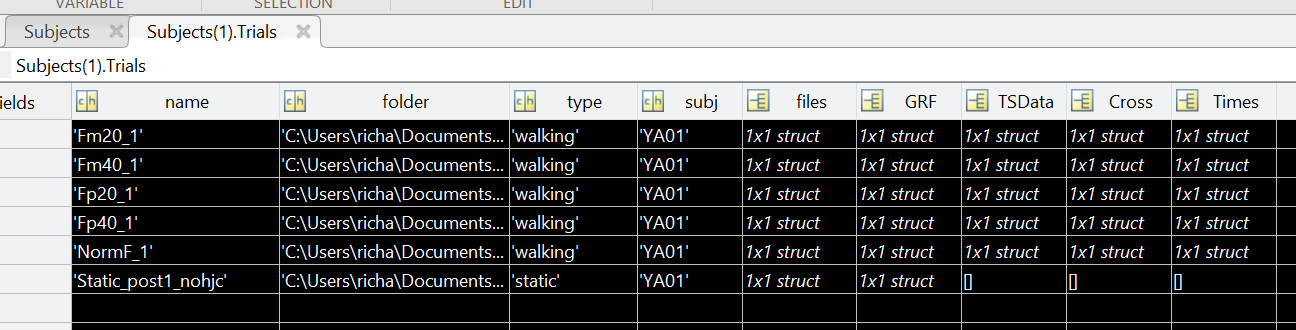 VARIABLE SELECTION EDIT
Subjects Subjects(1).Trials
Subjects(1).Trials
ields name folder type subj files GRF TSData Cross Times
'Fm20_1' 'C:\Users\richa\Documents... 'walking' 'YA01' 1x1 struct 1x1 struct 1x1 struct 1x1 struct 1x1 struct
'Fm40_1' 'C:\Users\richa\Documents... 'walking' 'YA01' 1x1 struct 1x1 struct 1x1 struct 1x1 struct 1x1 struct
'Fp20_1' 'C:\Users\richa\Documents... 'walking' 'YA01' 1x1 struct 1x1 struct 1x1 struct 1x1 struct 1x1 struct
'Fp40_1' 'C:\Users\richa\Documents... 'walking' 'YA01' 1x1 struct 1x1 struct 1x1 struct 1x1 struct 1x1 struct
'NormF_1' 'C:\Users\richa\Documents... 'walking' 'YA01' 1x1 struct 1x1 struct 1x1 struct 1x1 struct 1x1 struct
'Static_post1_nohjc' 'C:\Users\richa\Documents... 'static' 'YA01' 1x1 struct 1x1 struct [] [] []